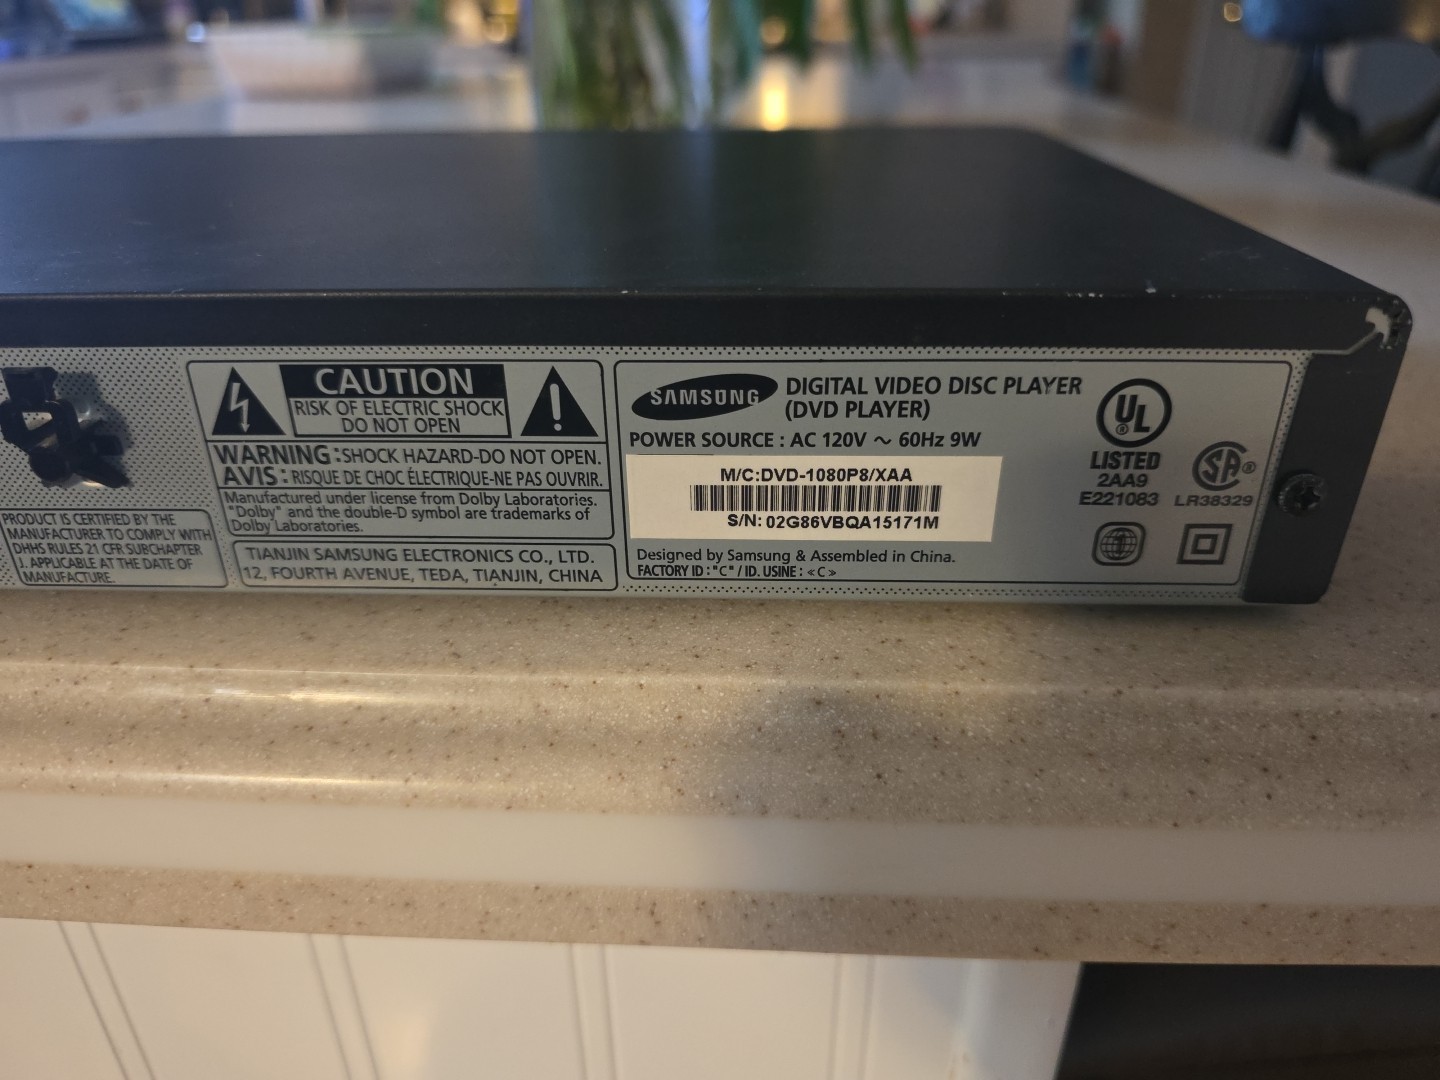 CAUTION
RISK OF ELECTRIC SHOCK
DO NOT OPEN
WARNING : SHOCK HAZARD-DO NOT OPEN.
AVIS : RISQUE DE CHOC ÉLECTRIQUE-NE PAS OUVRIR.
Manufactured under license from Dolby Laboratories.
"Dolby" and the double-D symbol are trademarks of
Dolby Laboratories.
PRODUCT IS CERTIFIED BY THE
MANUFACTURER TO COMPLY WITH
DHHS RULES 21 CFR SUBCHAPTER
J. APPLICABLE AT THE DATE OF
MANUFACTURE.
TIANJIN SAMSUNG ELECTRONICS CO., LTD.
12, FOURTH AVENUE, TEDA, TIANJIN, CHINA
SAMSUNG
DIGITAL VIDEO DISC PLAYER
(DVD PLAYER)
POWER SOURCE : AC 120V ~ 60Hz 9W
M/C:DVD-1080P8/XAA
S/N: 02G86VBQA15171M
Designed by Samsung & Assembled in China.
FACTORY ID : "C" / ID. USINE : «C»
UL ®
LISTED
2AA9
E221083
SA ®
LR38329